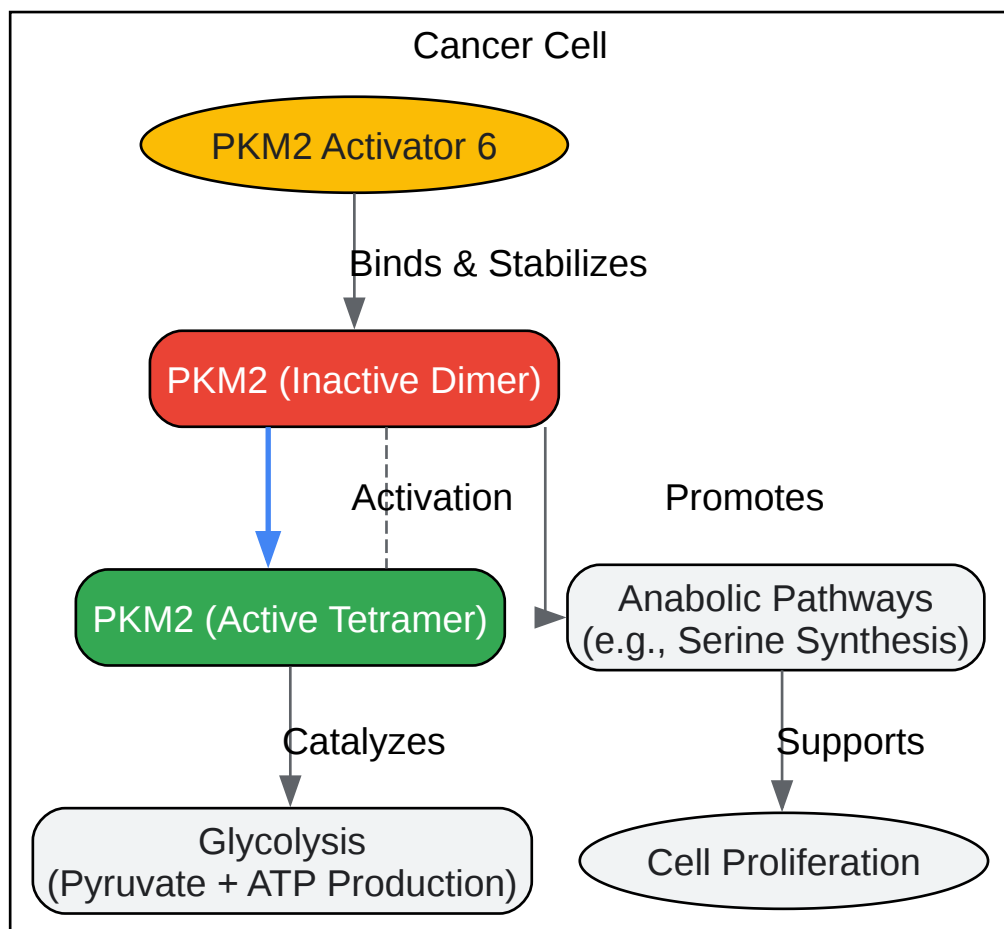 Cancer Cell
PKM2 Activator 6
Binds & Stabilizes
PKM2 (Inactive Dimer)
Activation
Promotes
PKM2 (Active Tetramer)
Anabolic Pathways
(e.g., Serine Synthesis)
Catalyzes
Supports
Glycolysis
(Pyruvate + ATP Production)
Cell Proliferation